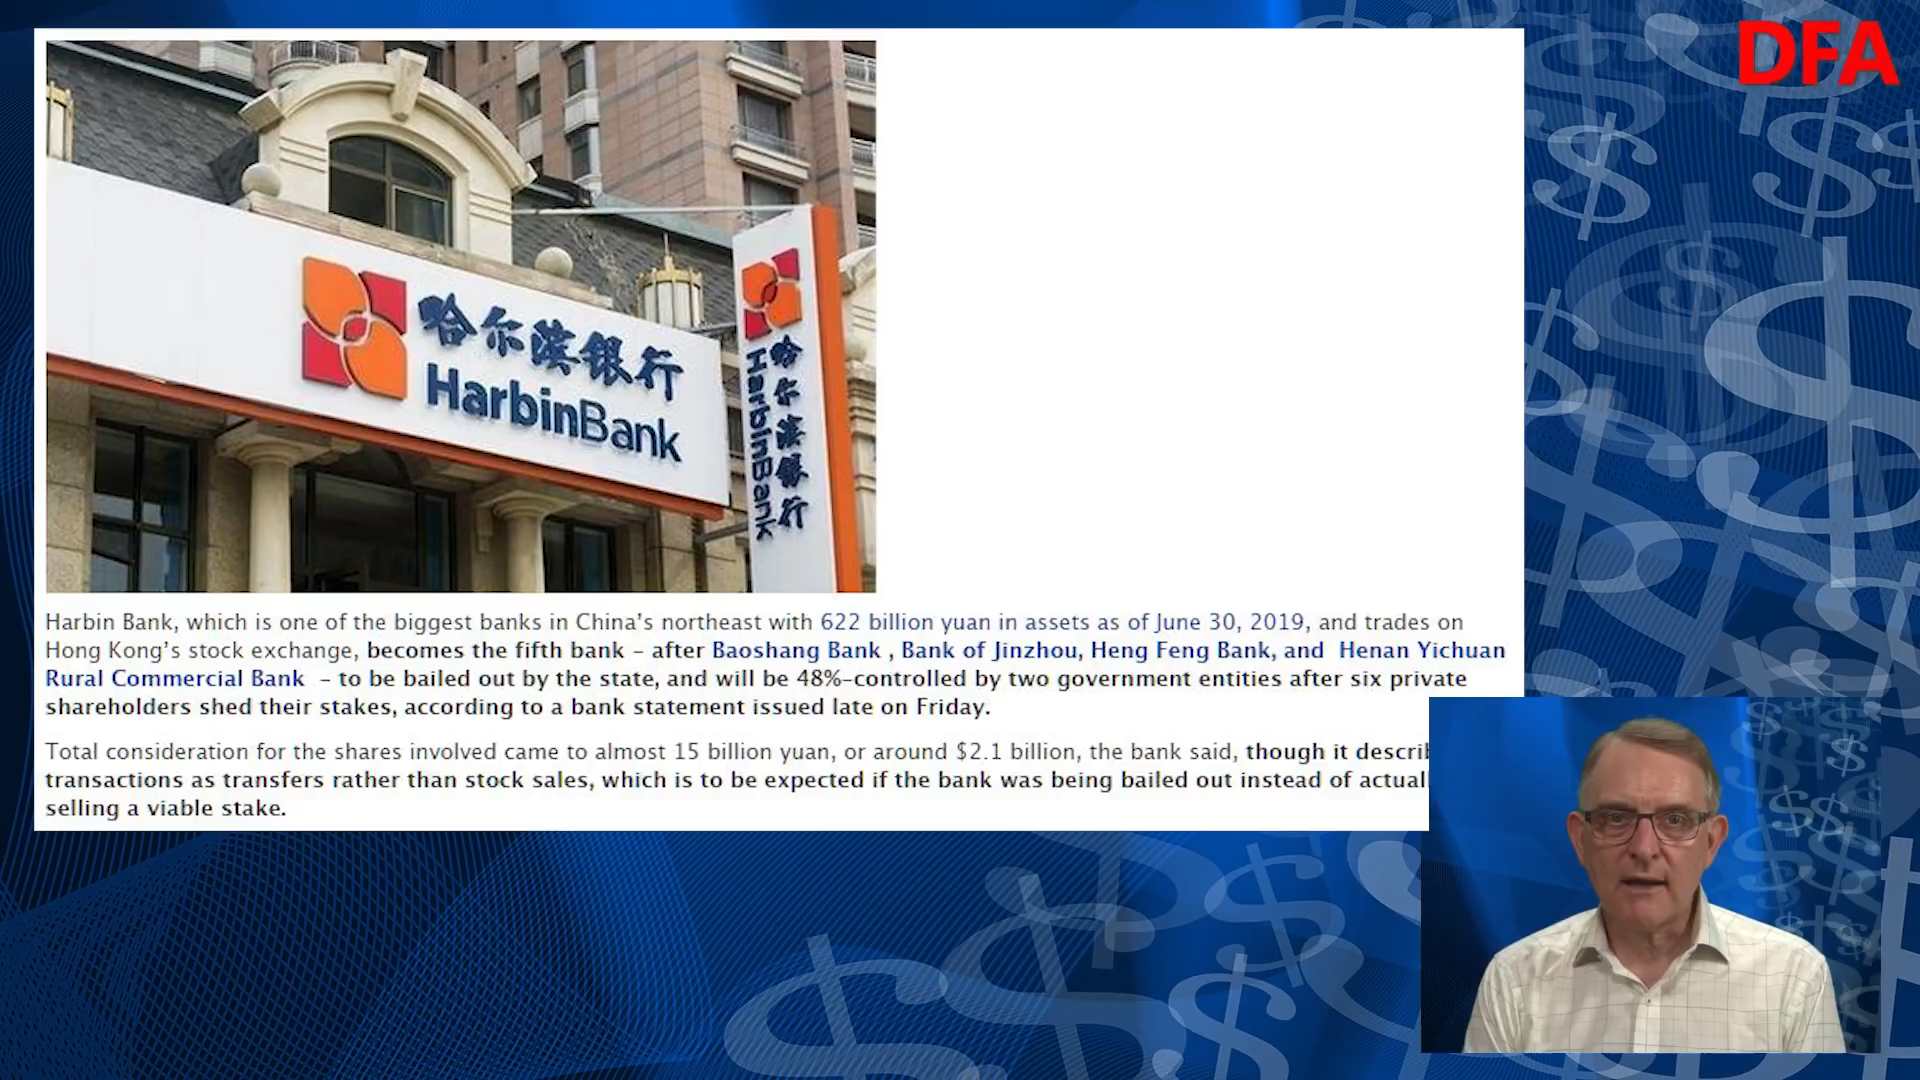 DFA
哈尔滨银行
HarbinBank
哈尔滨银行
HarbinBank
Harbin Bank, which is one of the biggest banks in China’s northeast with 622 billion yuan in assets as of June 30, 2019, and trades on
Hong Kong’s stock exchange, becomes the fifth bank – after Baoshang Bank , Bank of Jinzhou, Heng Feng Bank, and Henan Yichuan
Rural Commercial Bank – to be bailed out by the state, and will be 48%-controlled by two government entities after six private
shareholders shed their stakes, according to a bank statement issued late on Friday.
Total consideration for the shares involved came to almost 15 billion yuan, or around $2.1 billion, the bank said, though it
transactions as transfers rather than stock sales, which is to be expected if the bank was being bailed out instead of
selling a viable stake.